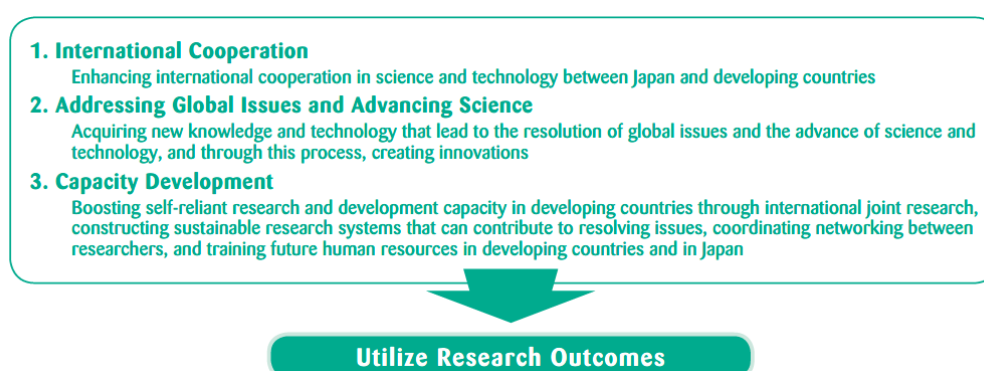 1. International Cooperation
Enhancing international cooperation in science and technology between Japan and developing countries
2. Addressing Global Issues and Advancing Science
Acquiring new knowledge and technology that lead to the resolution of global issues and the advance of science and
technology, and through this process, creating innovations
3. Capacity Development
Boosting self-reliant research and development capacity in developing countries through international joint research,
constructing sustainable research systems that can contribute to resolving issues, coordinating networking between
researchers, and training future human resources in developing countries and in Japan
Utilize Research Outcomes